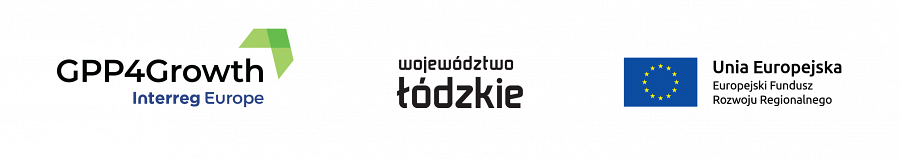 GPP4Growth
Interreg Europe
województwo
łódzkie
Unia Europejska
Europejski Fundusz
Rozwoju Regionalnego